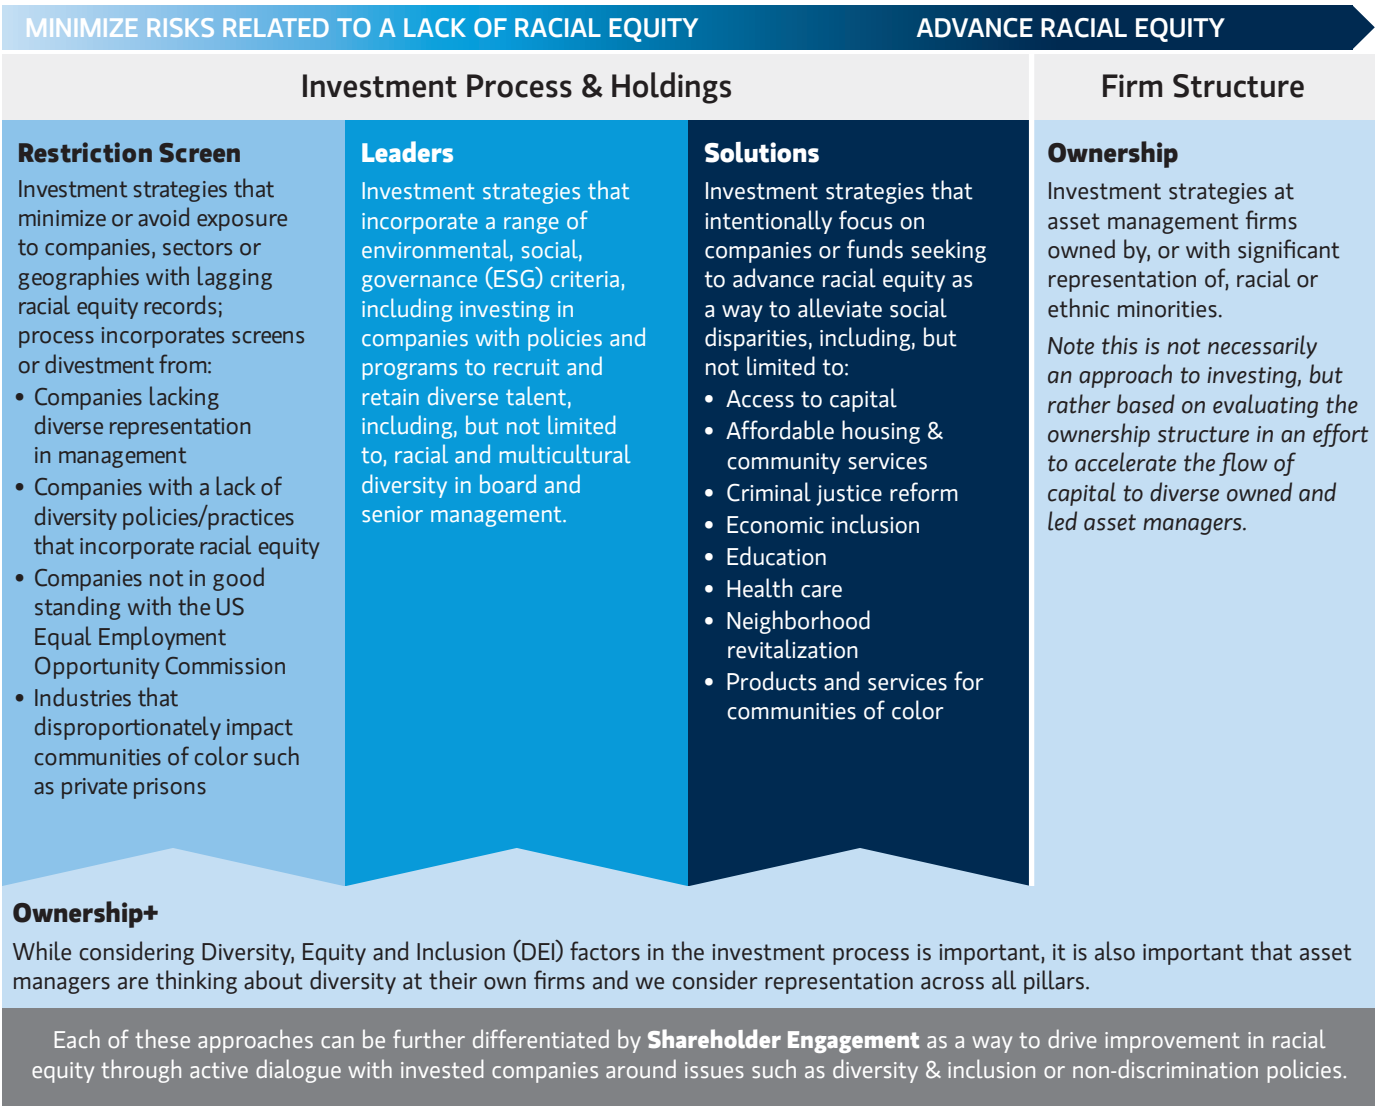 MINIMIZE RISKS RELATED TO A LACK OF RACIAL EQUITY
ADVANCE RACIAL EQUITY
Investment Process & Holdings
Firm Structure
Restriction Screen
Investment strategies that
minimize or avoid exposure
to companies, sectors or
geographies with lagging
racial equity records;
process incorporates screens
or divestment from:
• Companies lacking
diverse representation
in management
• Companies with a lack of
diversity policies/practices
that incorporate racial equity
• Companies not in good
standing with the US
Equal Employment
Opportunity Commission
• Industries that
disproportionately impact
communities of color such
as private prisons
Leaders
Investment strategies that
incorporate a range of
environmental, social,
governance (ESG) criteria,
including investing in
companies with policies and
programs to recruit and
retain diverse talent,
including, but not limited
to, racial and multicultural
diversity in board and
senior management.
Solutions
Investment strategies that
intentionally focus on
companies or funds seeking
to advance racial equity as
a way to alleviate social
disparities, including, but
not limited to:
• Access to capital
• Affordable housing &
community services
• Criminal justice reform
• Economic inclusion
• Education
• Health care
• Neighborhood
revitalization
• Products and services for
communities of color
Ownership
Investment strategies at
asset management firms
owned by, or with significant
representation of, racial or
ethnic minorities.
Note this is not necessarily
an approach to investing, but
rather based on evaluating the
ownership structure in an effort
to accelerate the flow of
capital to diverse owned and
led asset managers.
Ownership+
While considering Diversity, Equity and Inclusion (DEI) factors in the investment process is important, it is also important that asset
managers are thinking about diversity at their own firms and we consider representation across all pillars.
Each of these approaches can be further differentiated by Shareholder Engagement as a way to drive improvement in racial
equity through active dialogue with invested companies around issues such as diversity & inclusion or non-discrimination policies.